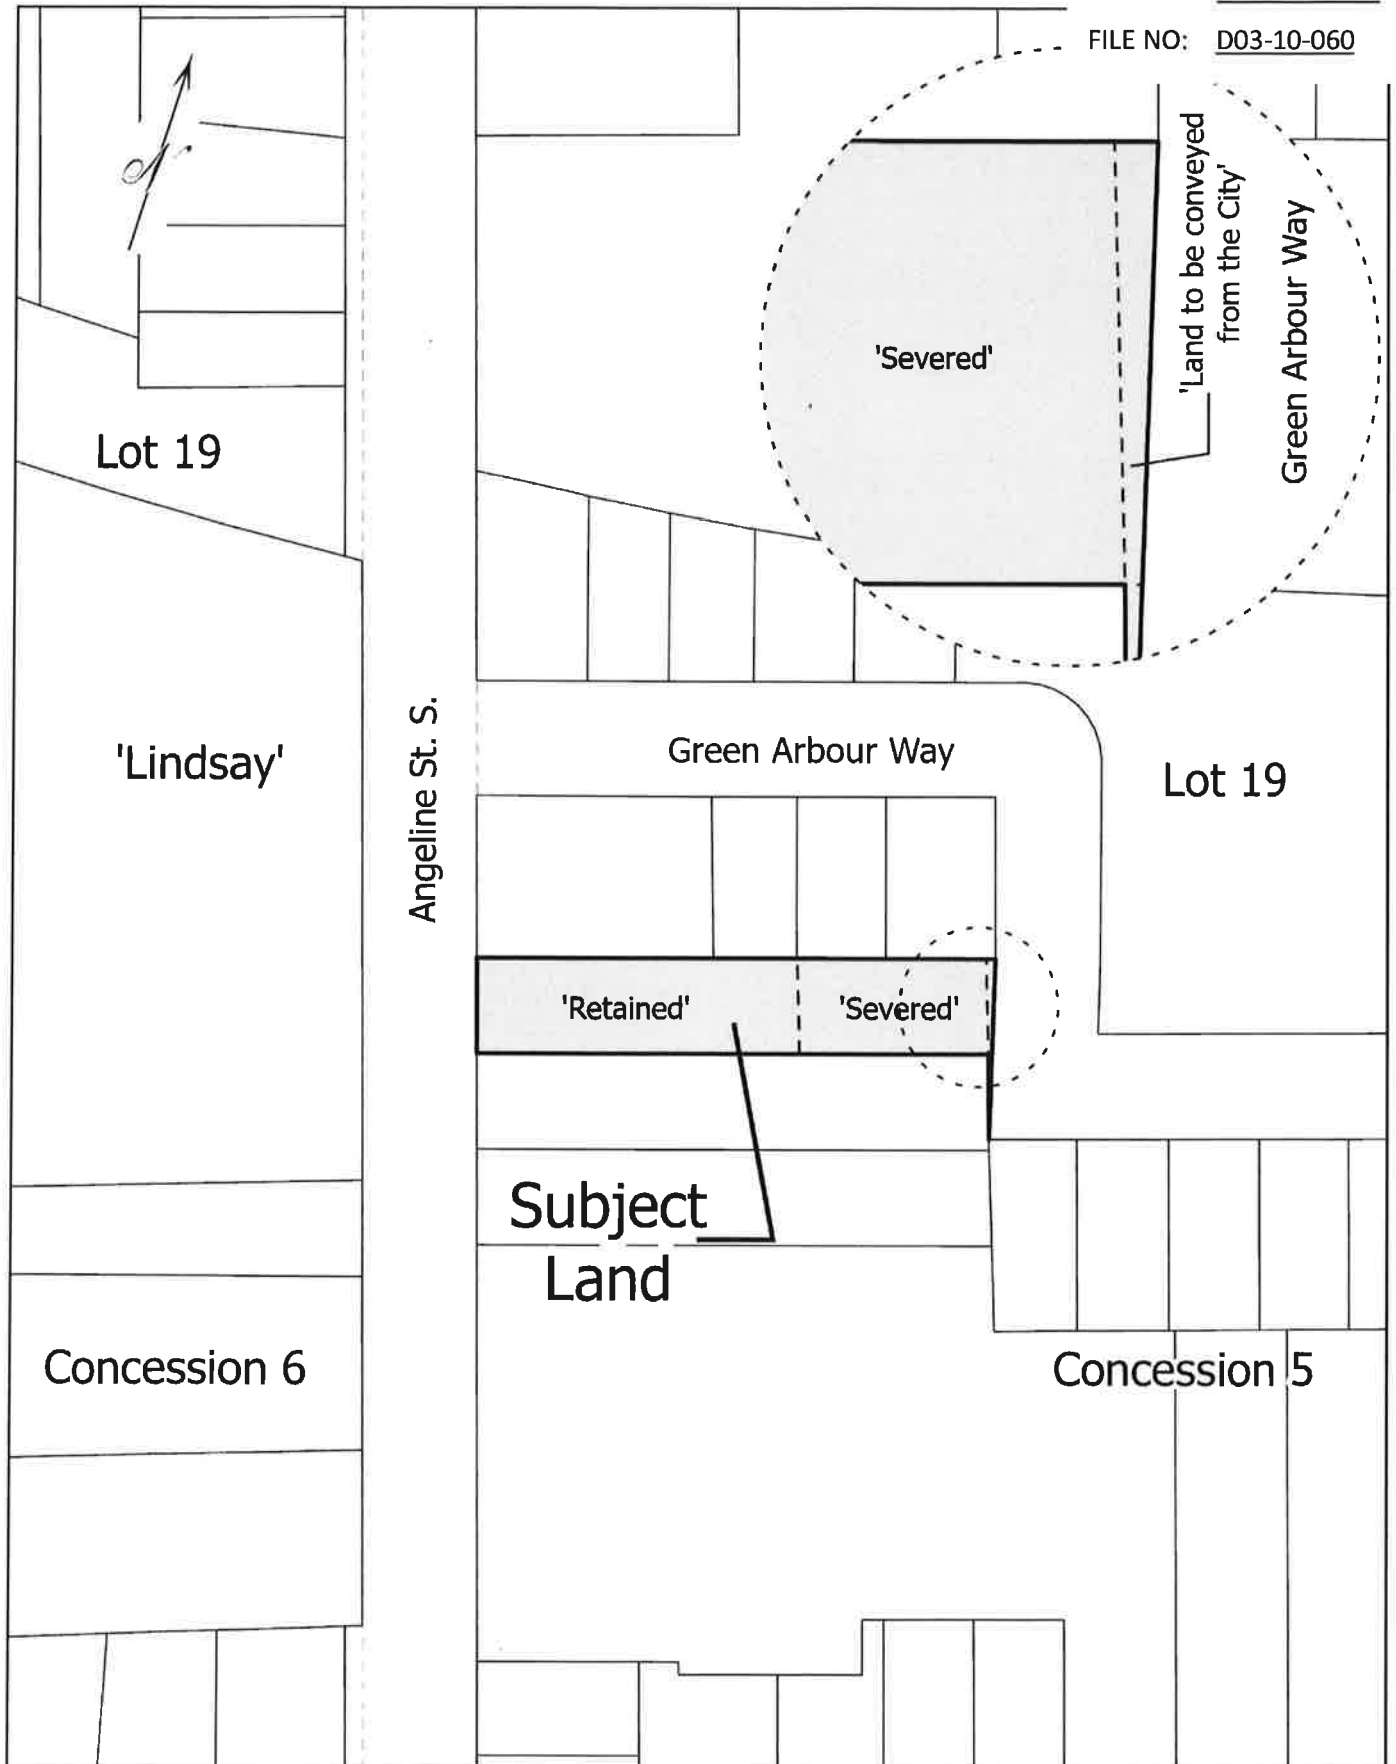 FILE NO: D03-10-060
'Land to be conveyed
from the City'
Green Arbour Way
'Severed'
Lot 19
'Lindsay'
Angeline St. S.
Green Arbour Way
Lot 19
'Retained'
'Severed'
Subject
Land
Concession 6
Concession 5